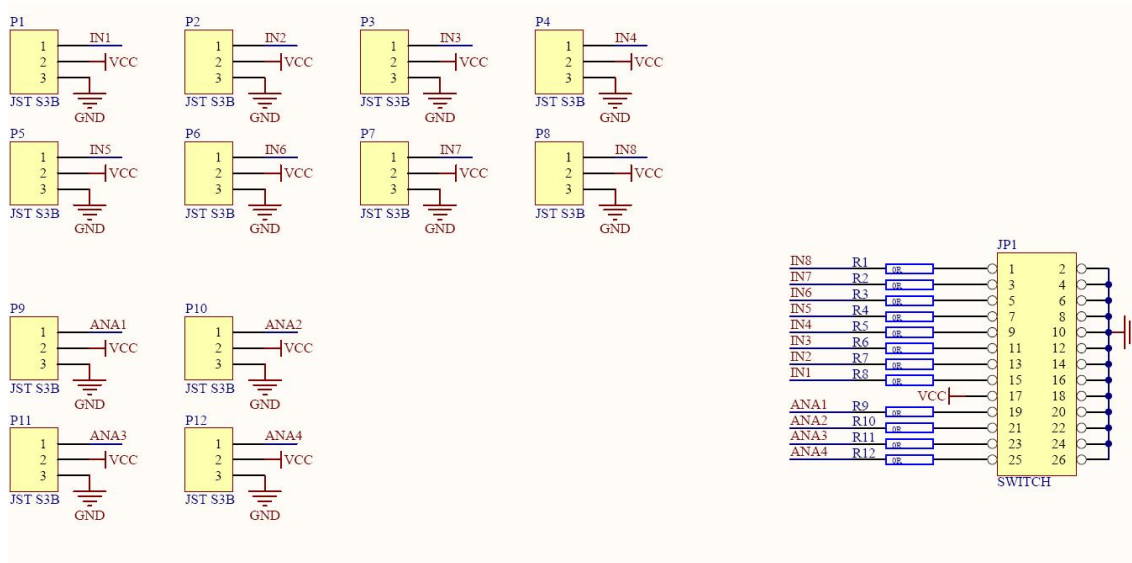 P1 P2 P3 P4
1 IN1 1 IN2 1 IN3 1 IN4
2 VCC 2 VCC 2 VCC 2 VCC
3 3 3 3
JST S3B JST S3B JST S3B JST S3B
GND GND GND GND
P5 P6 P7 P8
1 IN5 1 IN6 1 IN7 1 IN8
2 VCC 2 VCC 2 VCC 2 VCC
3 3 3 3
JST S3B JST S3B JST S3B JST S3B
GND GND GND GND
P9 P10
1 ANA1 1 ANA2
2 VCC 2 VCC
3 3
JST S3B JST S3B
GND GND
P11 P12
1 ANA3 1 ANA4
2 VCC 2 VCC
3 3
JST S3B JST S3B
GND GND
JP1
IN8 R1 0R 1 2
IN7 R2 0R 3 4
IN6 R3 0R 5 6
IN5 R4 0R 7 8
IN4 R5 0R 9 10
IN3 R6 0R 11 12
IN2 R7 0R 13 14
IN1 R8 0R 15 16
VCC 17 18
ANA1 R9 0R 19 20
ANA2 R10 0R 21 22
ANA3 R11 0R 23 24
ANA4 R12 0R 25 26
SWITCH